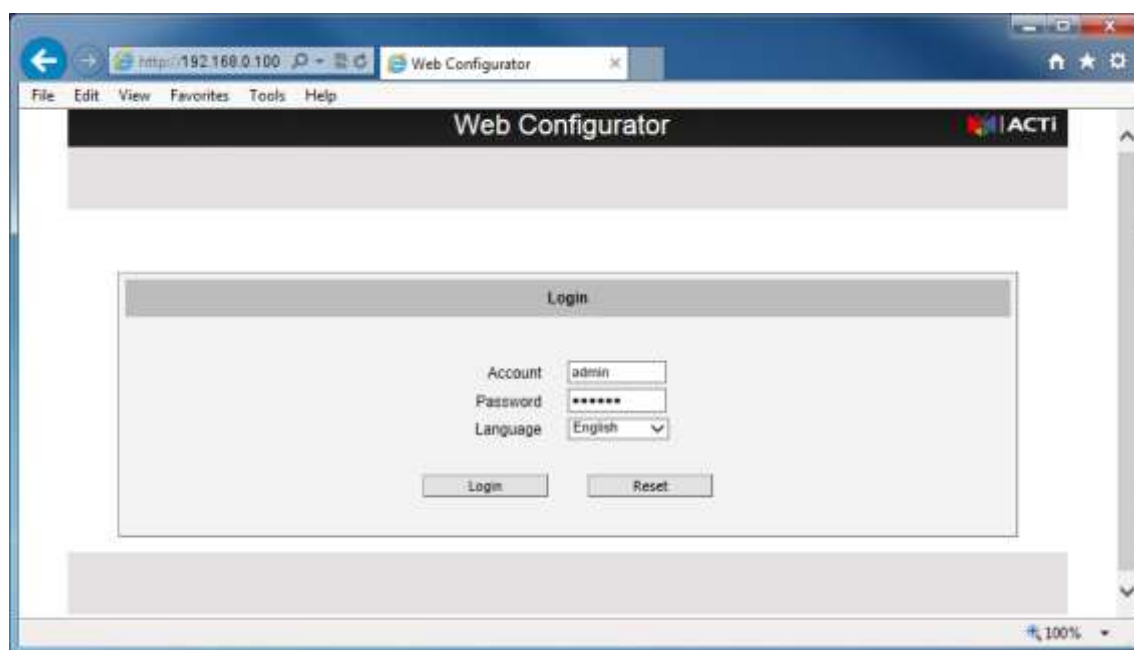 http://192.168.0.100
Web Configurator
File Edit View Favorites Tools Help
Web Configurator
ACTi
Login
Account admin
Password ••••••
Language English
Login Reset
100%